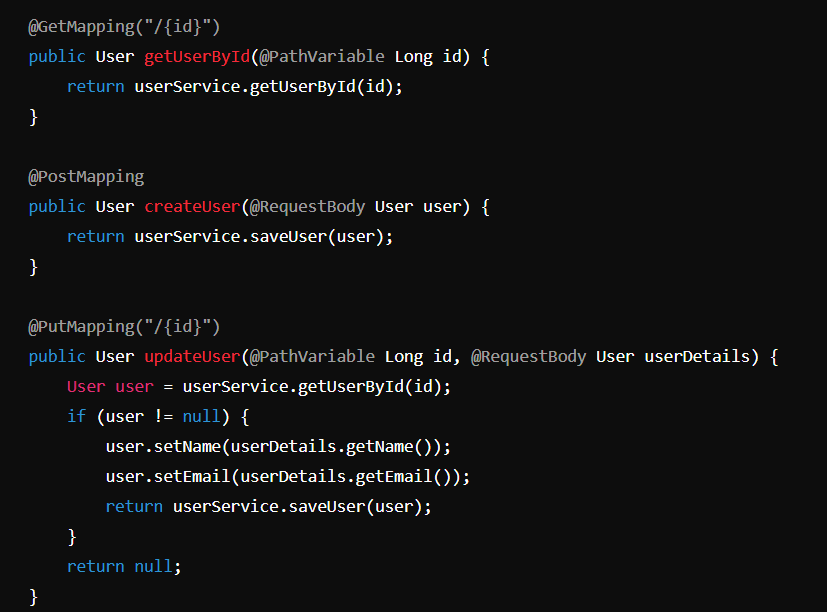 @GetMapping("/{id}")
public User getUserById(@PathVariable Long id) {
    return userService.getUserById(id);
}

@PostMapping
public User createUser(@RequestBody User user) {
    return userService.saveUser(user);
}

@PutMapping("/{id}")
public User updateUser(@PathVariable Long id, @RequestBody User userDetails) {
    User user = userService.getUserById(id);
    if (user != null) {
        user.setName(userDetails.getName());
        user.setEmail(userDetails.getEmail());
        return userService.saveUser(user);
    }
    return null;
}